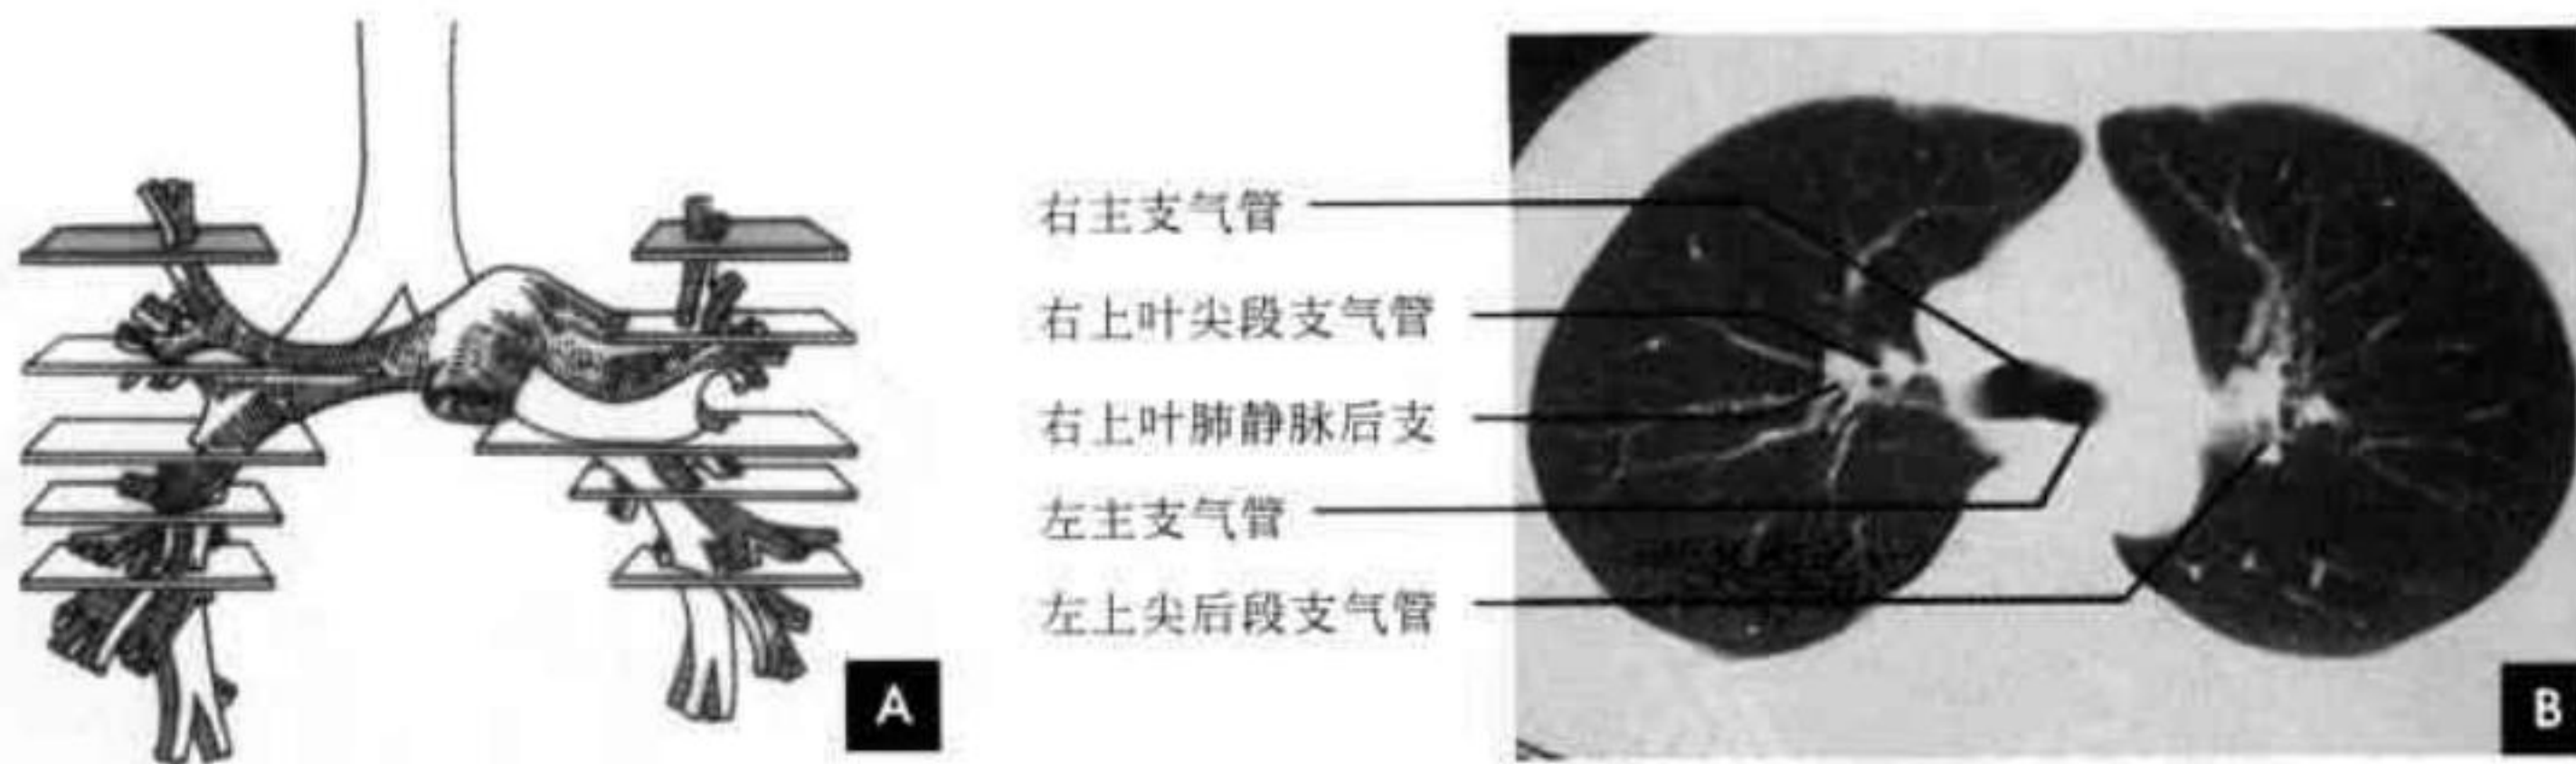 右主支气管
右上叶尖段支气管
右上叶肺静脉后支
左主支气管
左上尖后段支气管
A
B